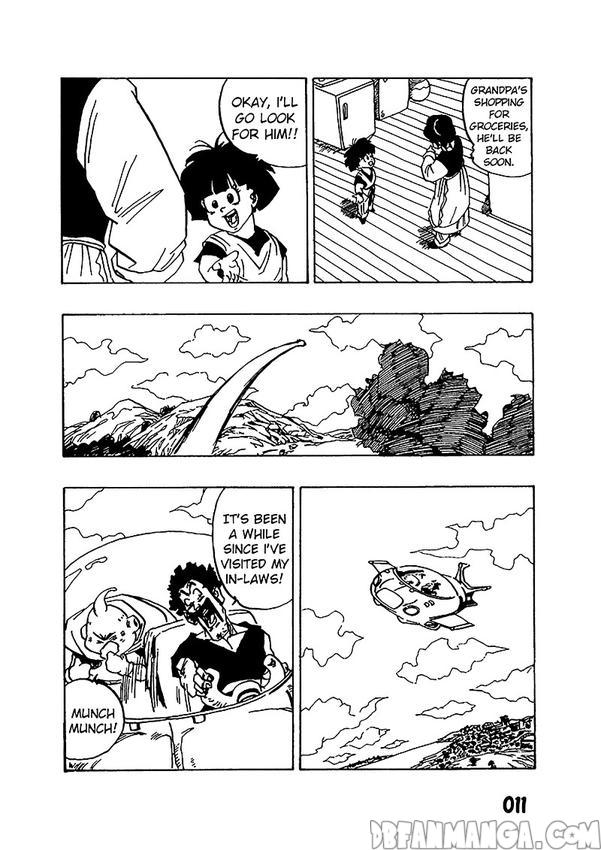 GRANDPA'S
SHOPPING
FOR
GROCERIES,
HE'LL BE
BACK
SOON.
OKAY, I'LL
GO LOOK
FOR HIM!!
IT'S BEEN
A WHILE
SINCE I'VE
VISITED MY
IN-LAWS!
MUNCH
MUNCH!
011
DBFANMANGA.COM